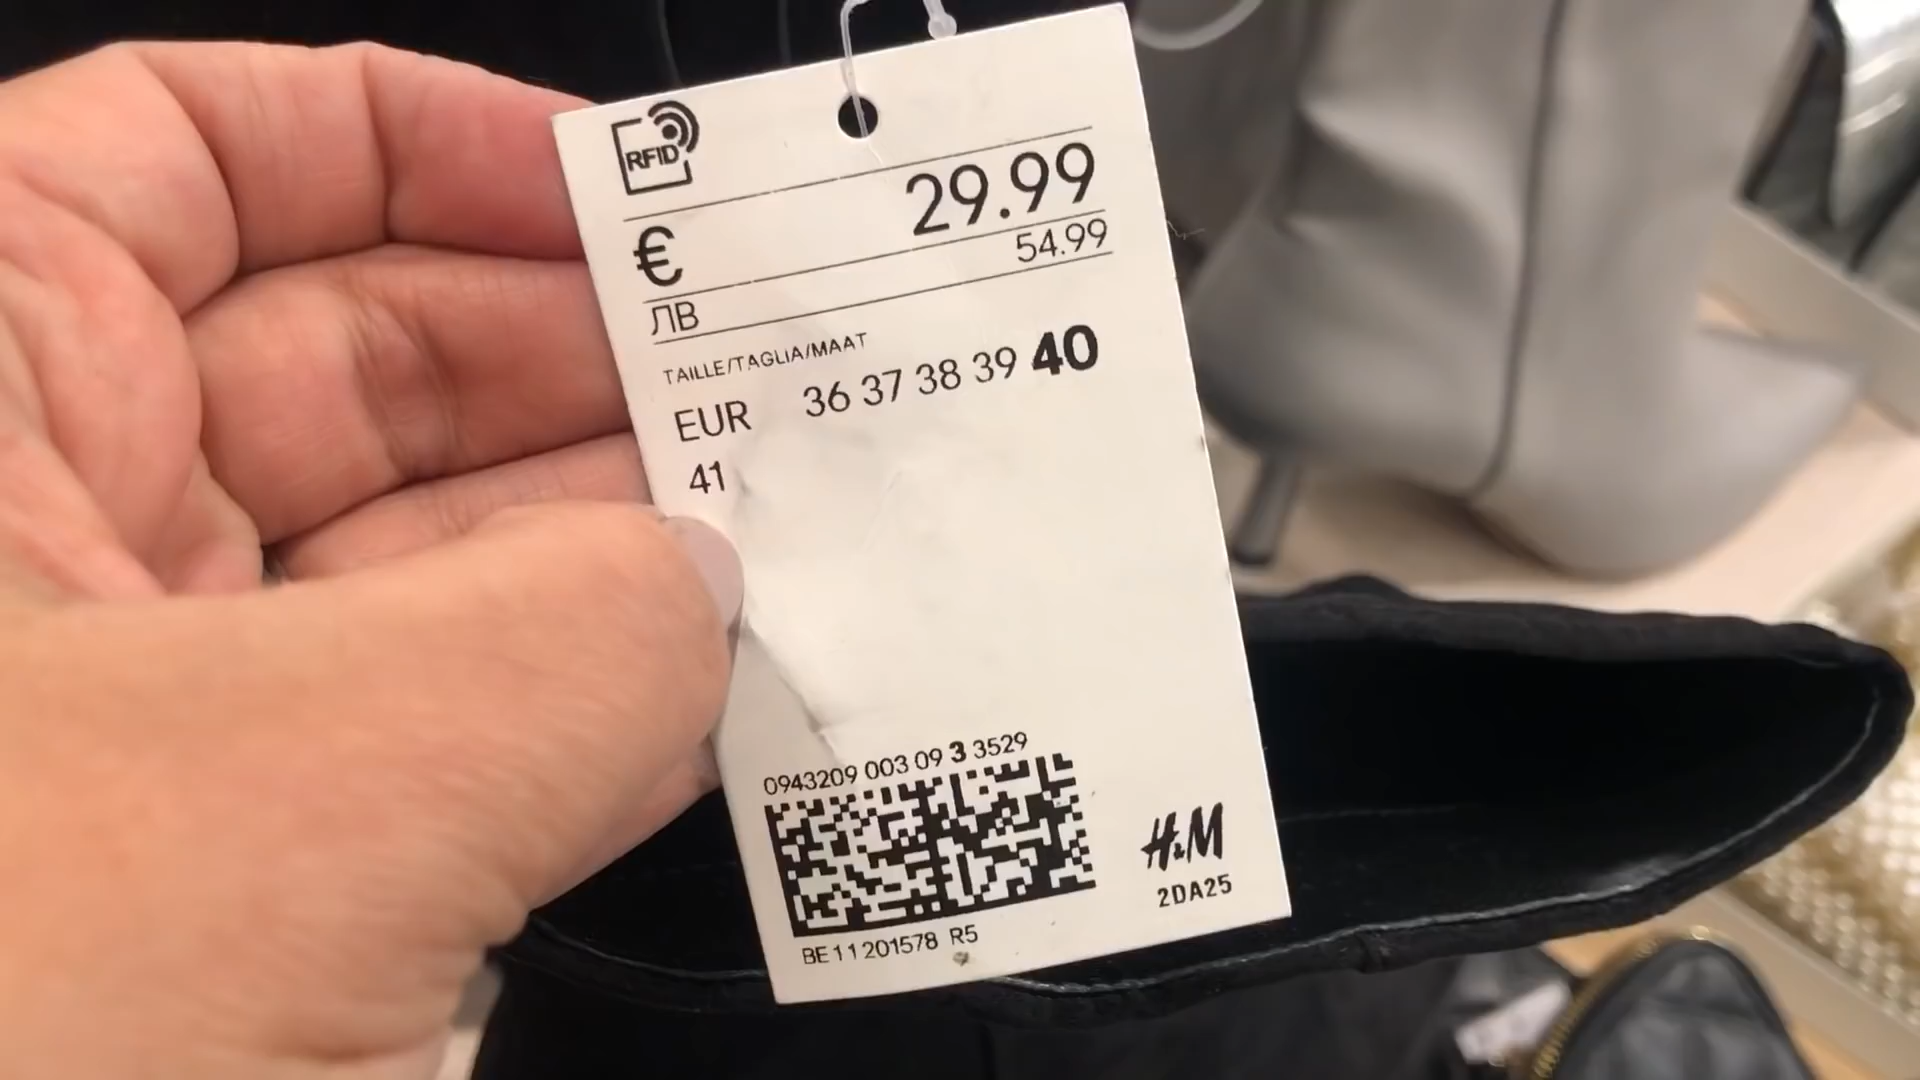 RFID
€ 29.99
ЛВ 54.99
TAILLE/TAGLIA/MAAT
EUR 36 37 38 39 40
41
0943209 003 09 3 3529
BE11201578 R5
H&M
2DA25